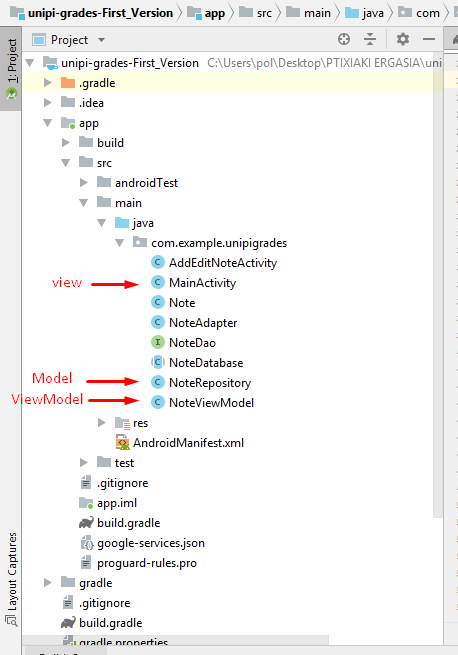 unipi-grades-First_Version app src main java com
Project
1: Project
unipi-grades-First_Version C:\Users\pol\Desktop\PTIXIAKI ERGASIA\uni
.gradle
.idea
app
build
src
androidTest
main
java
com.example.unipigrades
AddEditNoteActivity
view MainActivity
Note
NoteAdapter
NoteDao
NoteDatabase
Model NoteRepository
ViewModel NoteViewModel
res
AndroidManifest.xml
test
.gitignore
app.iml
build.gradle
google-services.json
proguard-rules.pro
gradle
.gitignore
build.gradle
gradle.properties
Layout Captures